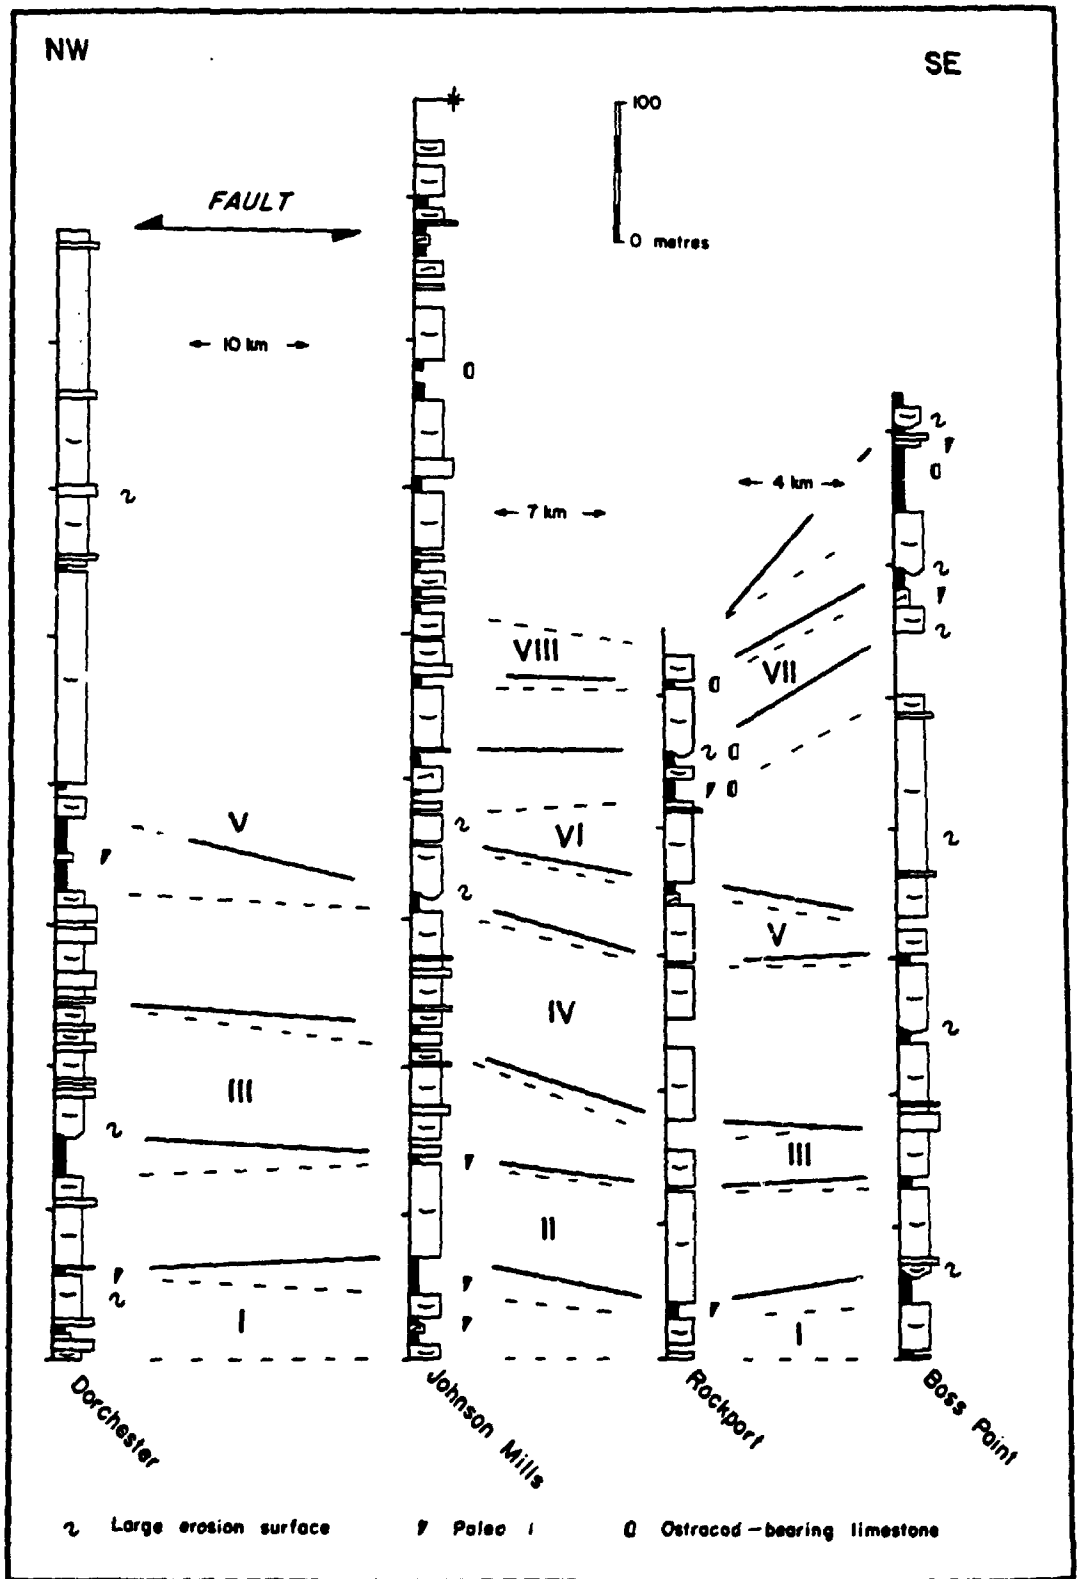 NW
SE
100
0 metres
FAULT
10 km
7 km
4 km
VIII
VII
VI
V
V
IV
III
III
II
I
I
Dorchester
Johnson Mills
Rockport
Boss Point
Large erosion surface
Paleo
Ostracod-bearing limestone